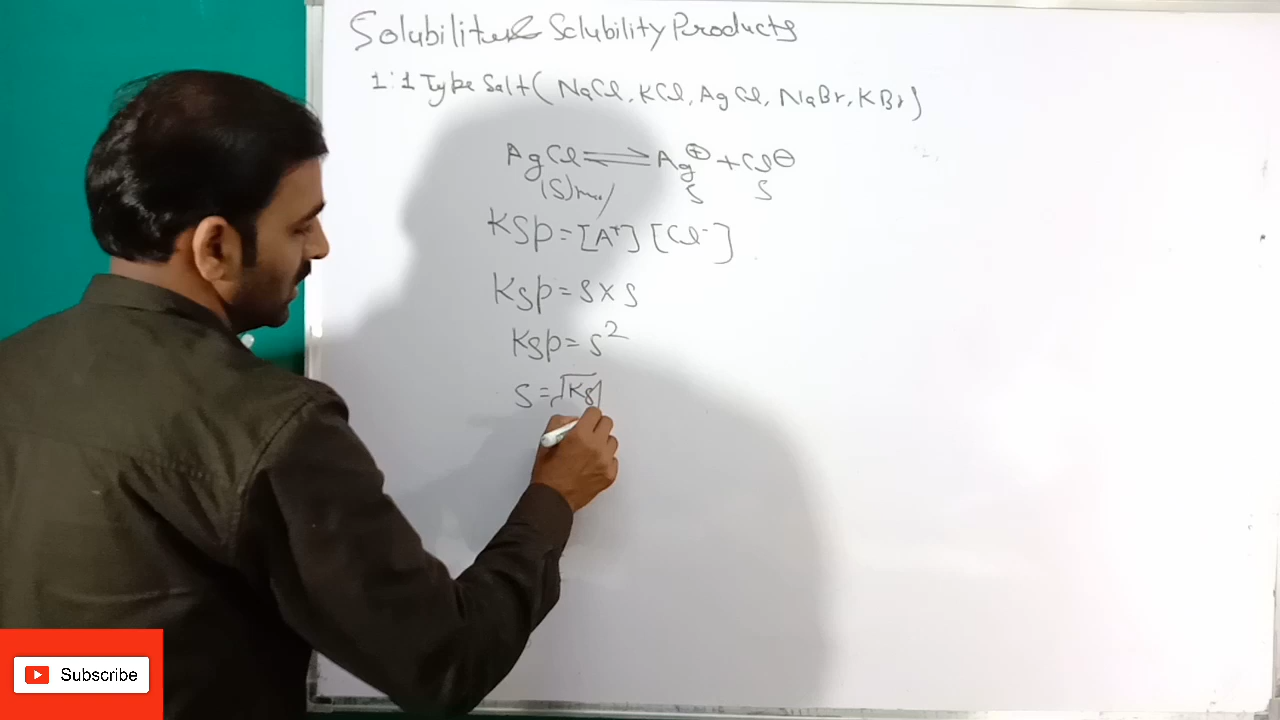 Solubilitu & Solubility Products
1:1 Type Salt (NaCl, KCl, AgCl, NaBr, KBr)
AgCl ⇌ Ag⊕ + Cl⊖
S S
Ksp = [A⁺] [Cl⁻]
Ksp = s × s
Ksp = s²
s = √Ks
Subscribe